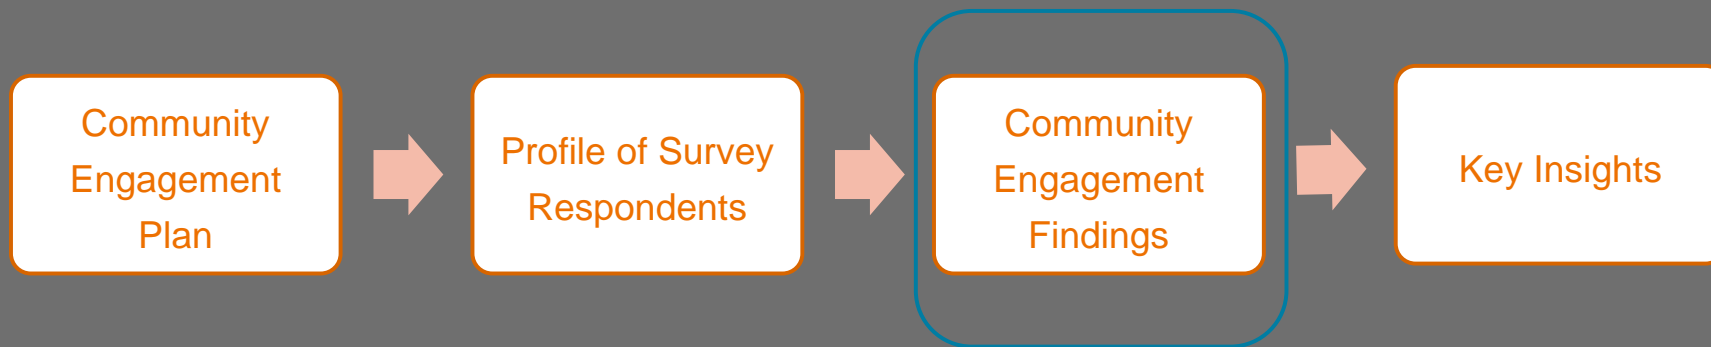 Community
Engagement
Plan
Profile of Survey
Respondents
Community
Engagement
Findings
Key Insights